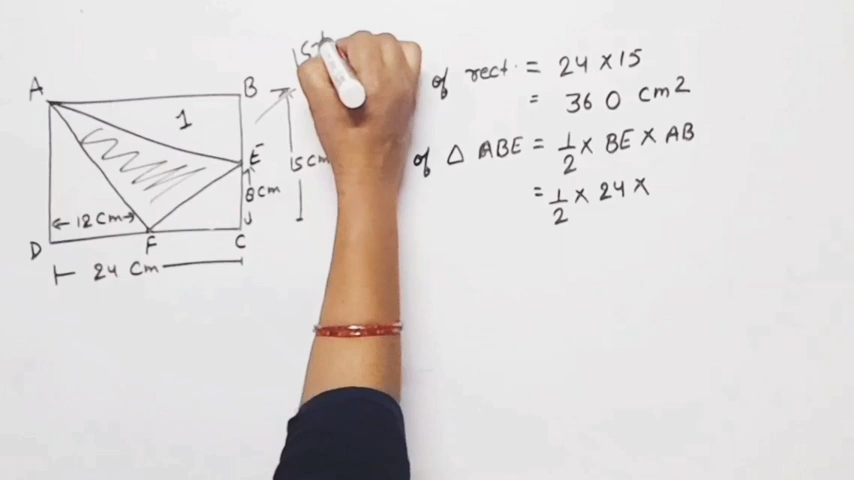 A
B
1
E
8 cm
15 cm
12 cm
D
F
C
24 cm
of rect. = 24 x 15
= 360 cm2
of △ ABE = 1/2 x BE x AB
= 1/2 x 24 x